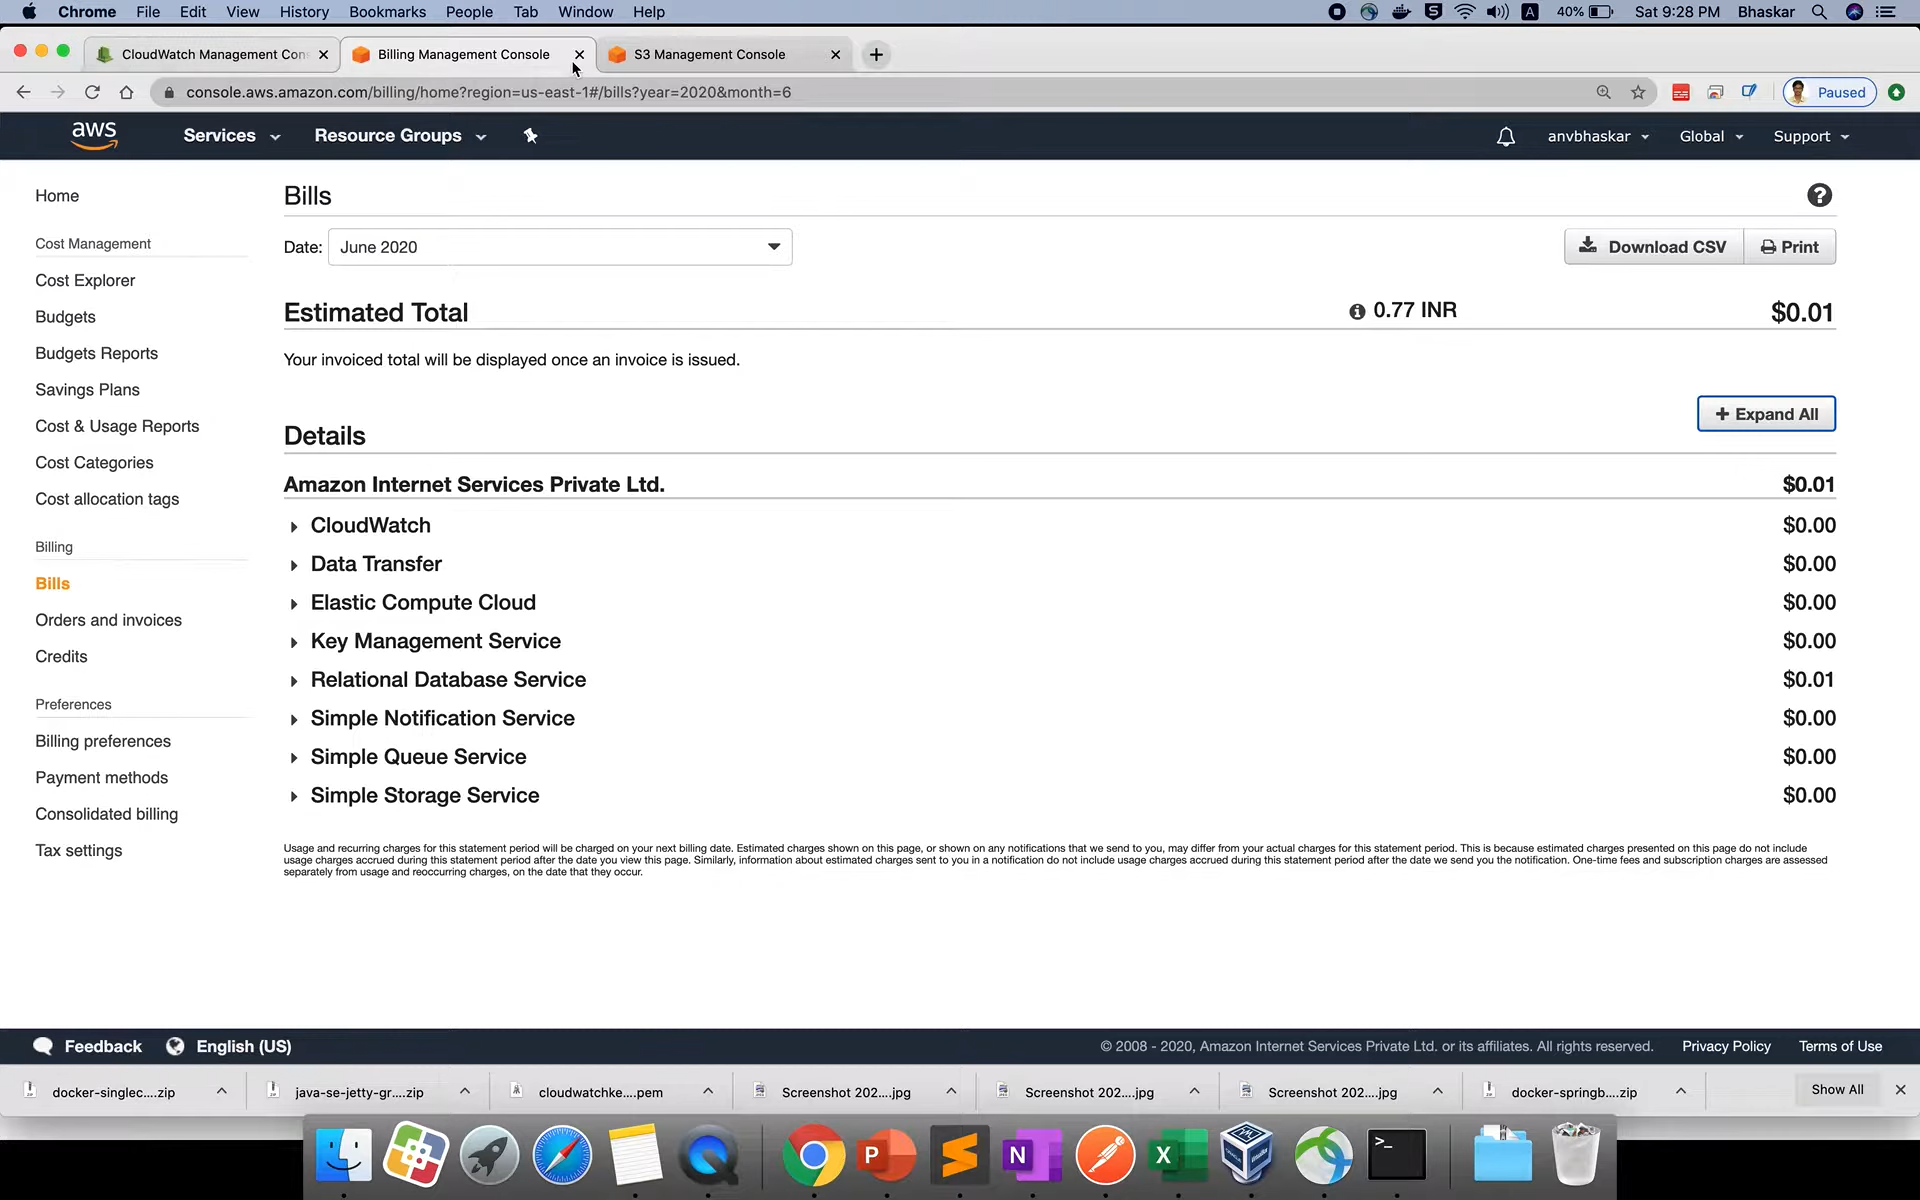 Chrome File Edit View History Bookmarks People Tab Window Help A 40% Sat 9:28 PM Bhaskar
CloudWatch Management Con
Billing Management Console
S3 Management Console
console.aws.amazon.com/billing/home?region=us-east-1#/bills?year=2020&month=6
Paused
aws Services Resource Groups anvbhaskar Global Support
Home
Cost Management
Cost Explorer
Budgets
Budgets Reports
Savings Plans
Cost & Usage Reports
Cost Categories
Cost allocation tags
Billing
Bills
Orders and invoices
Credits
Preferences
Billing preferences
Payment methods
Consolidated billing
Tax settings
Bills
Date: June 2020
Download CSV Print
Estimated Total 0.77 INR $0.01
Your invoiced total will be displayed once an invoice is issued.
+ Expand All
Details
Amazon Internet Services Private Ltd. $0.01
CloudWatch $0.00
Data Transfer $0.00
Elastic Compute Cloud $0.00
Key Management Service $0.00
Relational Database Service $0.01
Simple Notification Service $0.00
Simple Queue Service $0.00
Simple Storage Service $0.00
Usage and recurring charges for this statement period will be charged on your next billing date. Estimated charges shown on this page, or shown on any notifications that we send to you, may differ from your actual charges for this statement period. This is because estimated charges presented on this page do not include
usage charges accrued during this statement period after the date you view this page. Similarly, information about estimated charges sent to you in a notification do not include usage charges accrued during this statement period after the date we send you the notification. One-time fees and subscription charges are assessed
separately from usage and reoccurring charges, on the date that they occur.
Feedback English (US) © 2008 - 2020, Amazon Internet Services Private Ltd. or its affiliates. All rights reserved. Privacy Policy Terms of Use
docker-singlec....zip
java-se-jetty-gr....zip
cloudwatchke....pem
Screenshot 202....jpg
Screenshot 202....jpg
Screenshot 202....jpg
docker-springb....zip
Show All
P
N
X
>_